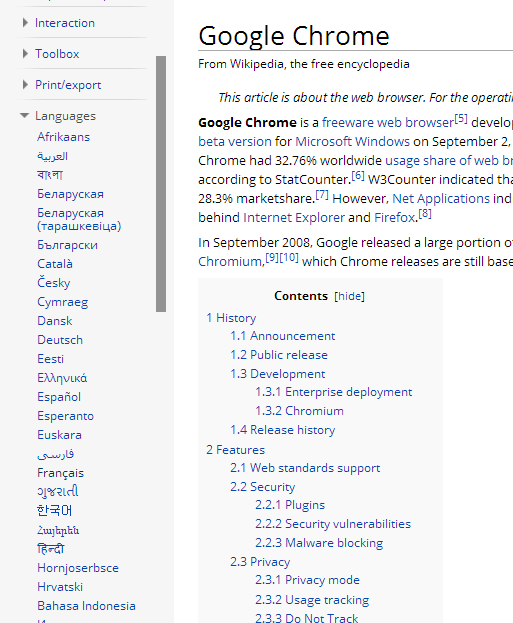 Interaction
Toolbox
Print/export
Languages
Afrikaans
العربية
বাংলা
Беларуская
Беларуская
(тарашкевіца)
Български
Català
Česky
Cymraeg
Dansk
Deutsch
Eesti
Ελληνικά
Español
Esperanto
Euskara
فارسی
Français
ગુજરાતી
한국어
Հայերեն
हिन्दी
Hornjoserbsce
Hrvatski
Bahasa Indonesia
Google Chrome
From Wikipedia, the free encyclopedia
This article is about the web browser. For the operati
Google Chrome is a freeware web browser[5] develop
beta version for Microsoft Windows on September 2,
Chrome had 32.76% worldwide usage share of web br
according to StatCounter.[6] W3Counter indicated tha
28.3% marketshare.[7] However, Net Applications ind
behind Internet Explorer and Firefox.[8]
In September 2008, Google released a large portion o
Chromium,[9][10] which Chrome releases are still base
Contents [hide]
1 History
1.1 Announcement
1.2 Public release
1.3 Development
1.3.1 Enterprise deployment
1.3.2 Chromium
1.4 Release history
2 Features
2.1 Web standards support
2.2 Security
2.2.1 Plugins
2.2.2 Security vulnerabilities
2.2.3 Malware blocking
2.3 Privacy
2.3.1 Privacy mode
2.3.2 Usage tracking
2.3.3 Do Not Track